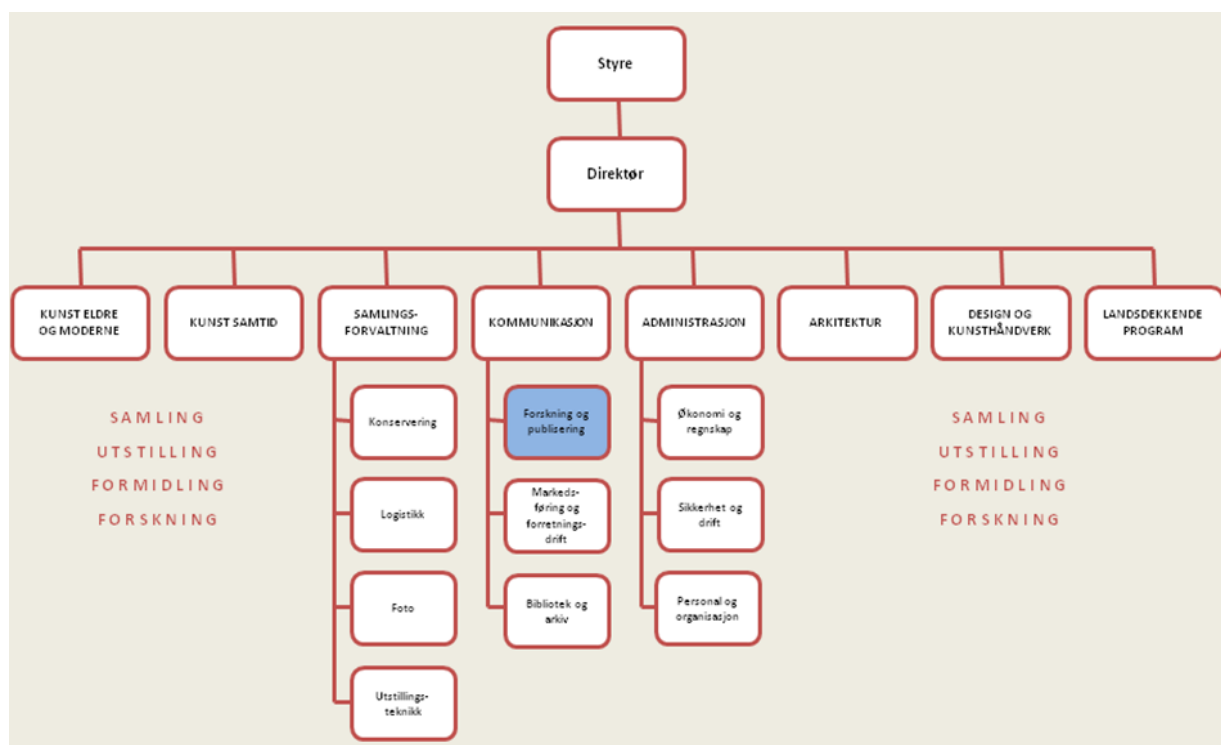 Styre
Direktør
KUNST ELDRE
OG MODERNE
KUNST SAMTID
SAMLINGS-
FORVALTNING
KOMMUNIKASJON
ADMINISTRASJON
ARKITEKTUR
DESIGN OG
KUNSTHÅNDVERK
LANDSDEKKENDE
PROGRAM
SAMLING
UTSTILLING
FORMIDLING
FORSKNING
Konservering
Logistikk
Foto
Utstillings-
teknikk
Forskning og
publisering
Markeds-
føring og
forretnings-
drift
Bibliotek og
arkiv
Økonomi og
regnskap
Sikkerhet og
drift
Personal og
organisasjon
SAMLING
UTSTILLING
FORMIDLING
FORSKNING